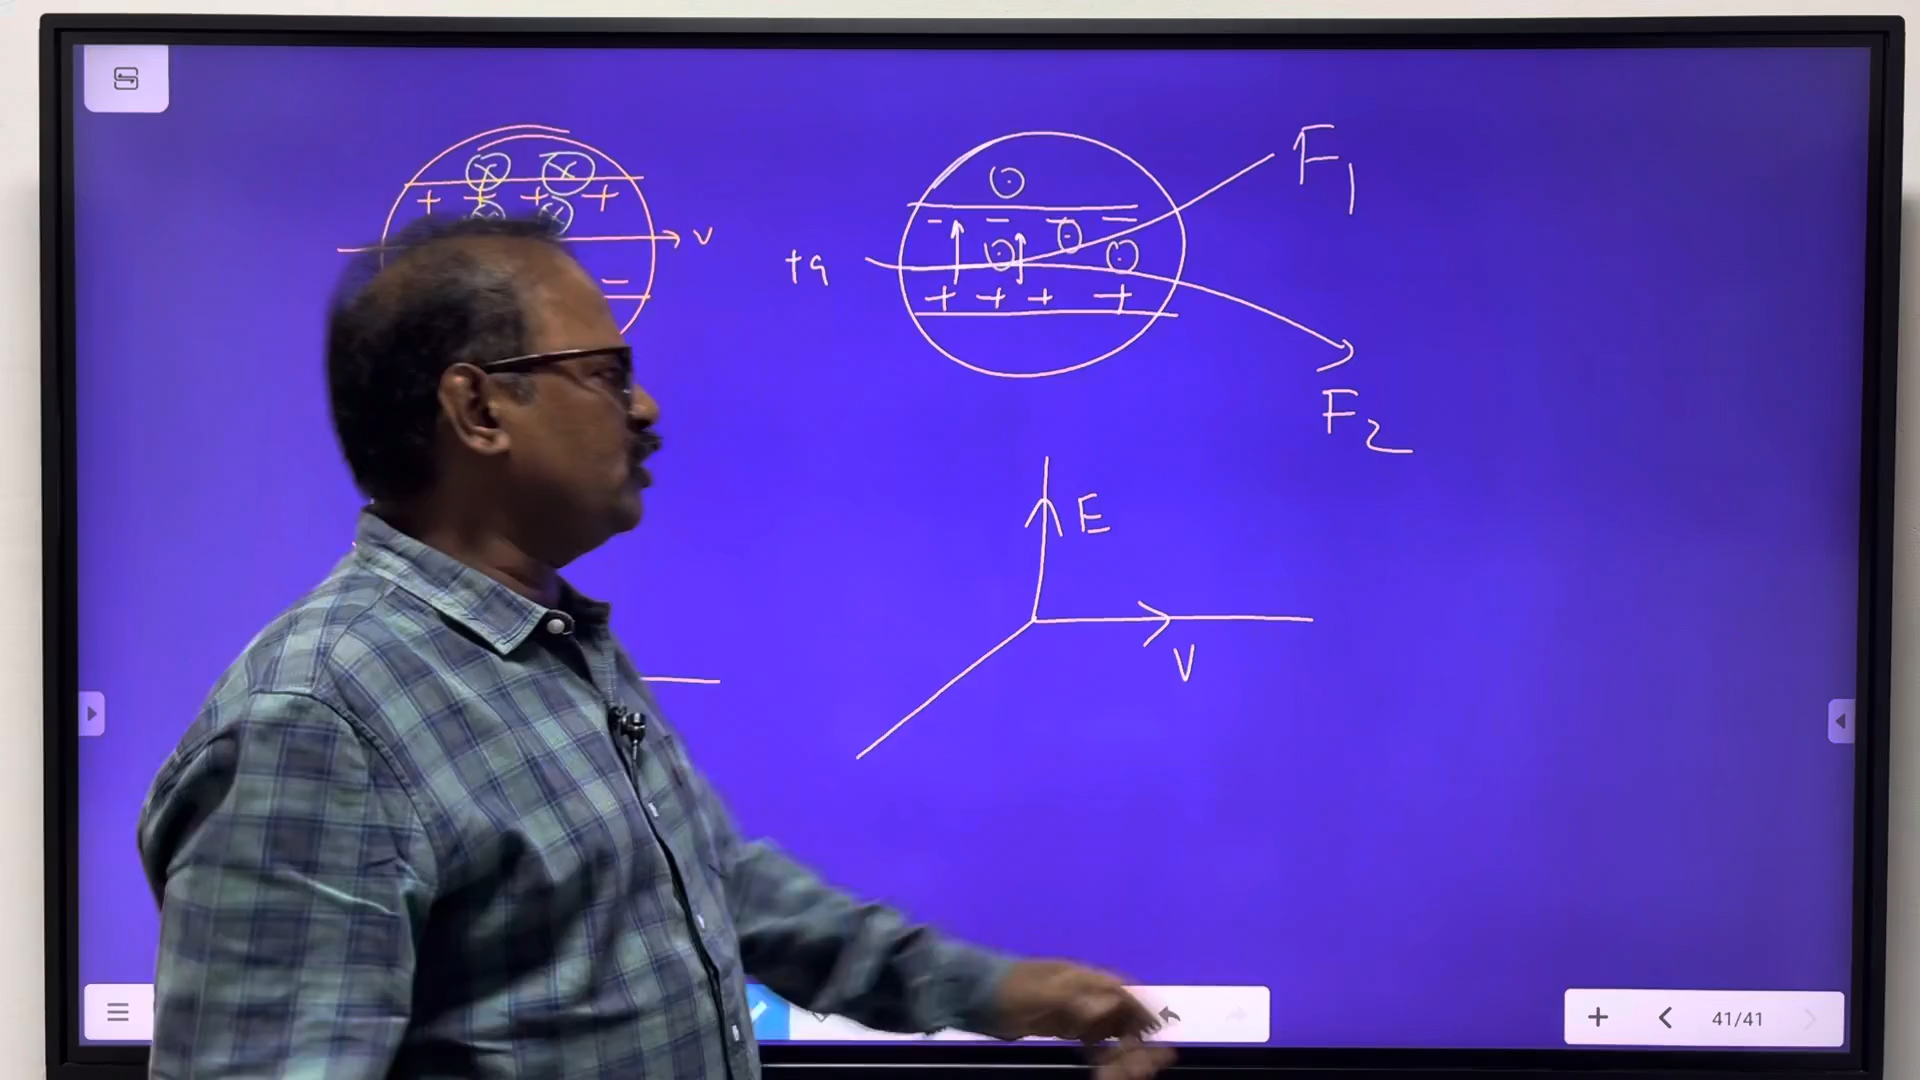 + + + +
V
-
F1
- - - -
+q
+ + + +
F2
E
V
41/41